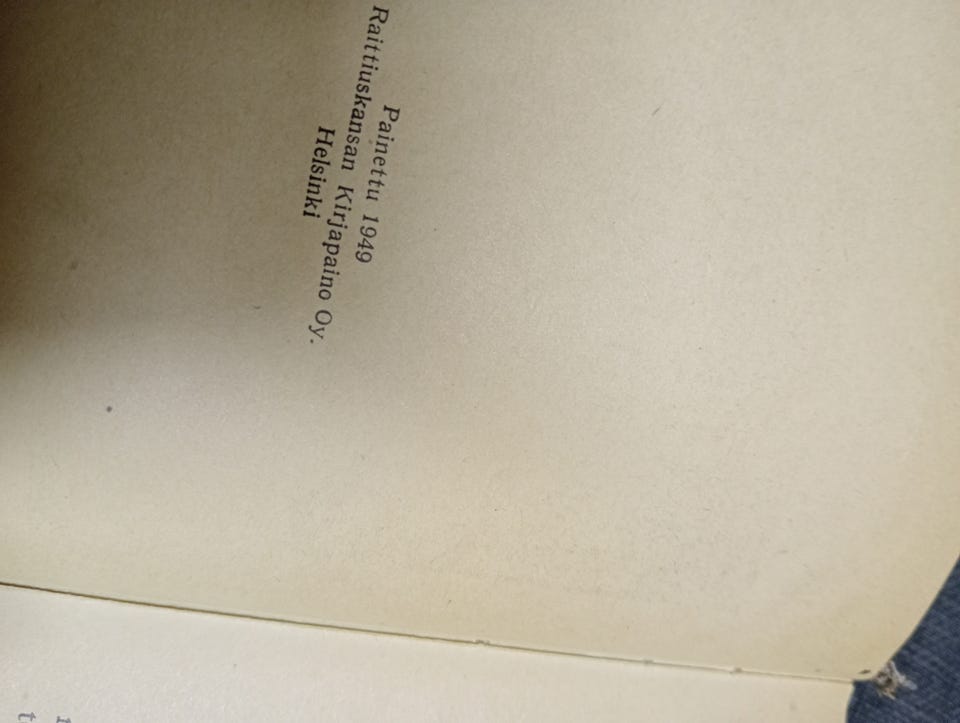 Painettu 1949
Raittiuskansan Kirjapaino Oy.
Helsinki